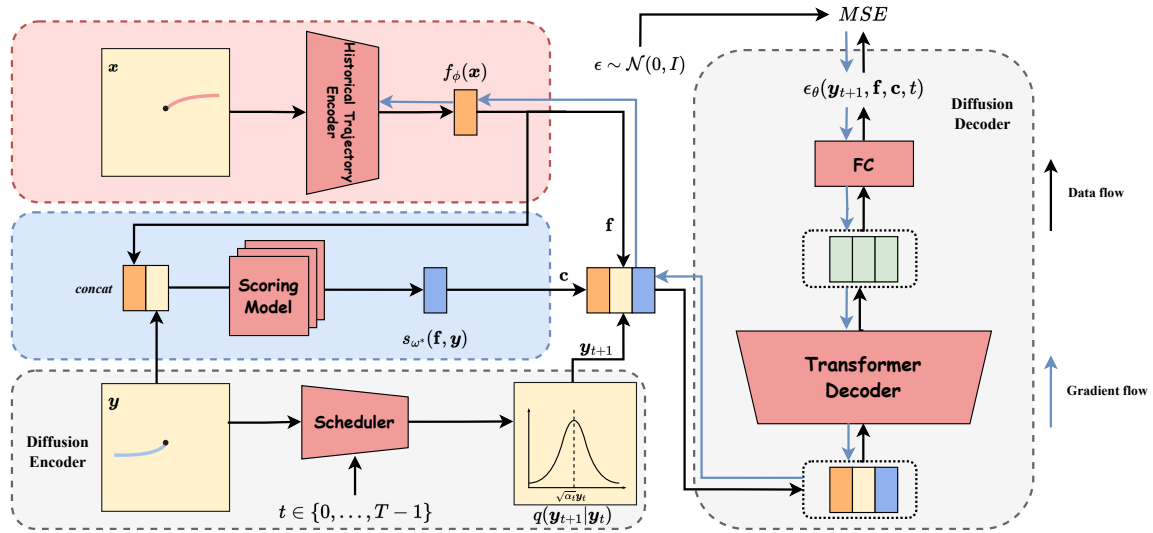 MSE
ϵ ∼ 𝒩(0, I)
x
Historical Trajectory
Encoder
f_ϕ(x)
ϵ_θ(y_{t+1}, f, c, t)
Diffusion
Decoder
FC
Data flow
f
concat
Scoring
Model
c
s_{ω*}(f, y)
y_{t+1}
Transformer
Decoder
Gradient flow
y
Diffusion
Encoder
Scheduler
√α_t y_t
t ∈ {0, …, T − 1}
q(y_{t+1}|y_t)